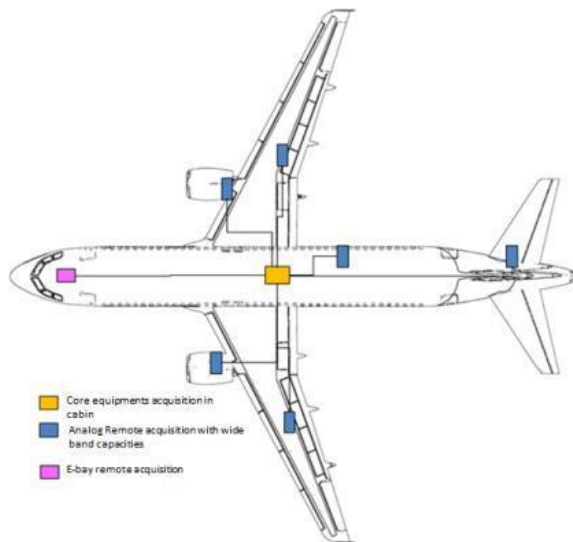 Core equipments acquisition in
cabin
Analog Remote acquisition with wide
band capacities
E-bay remote acquisition